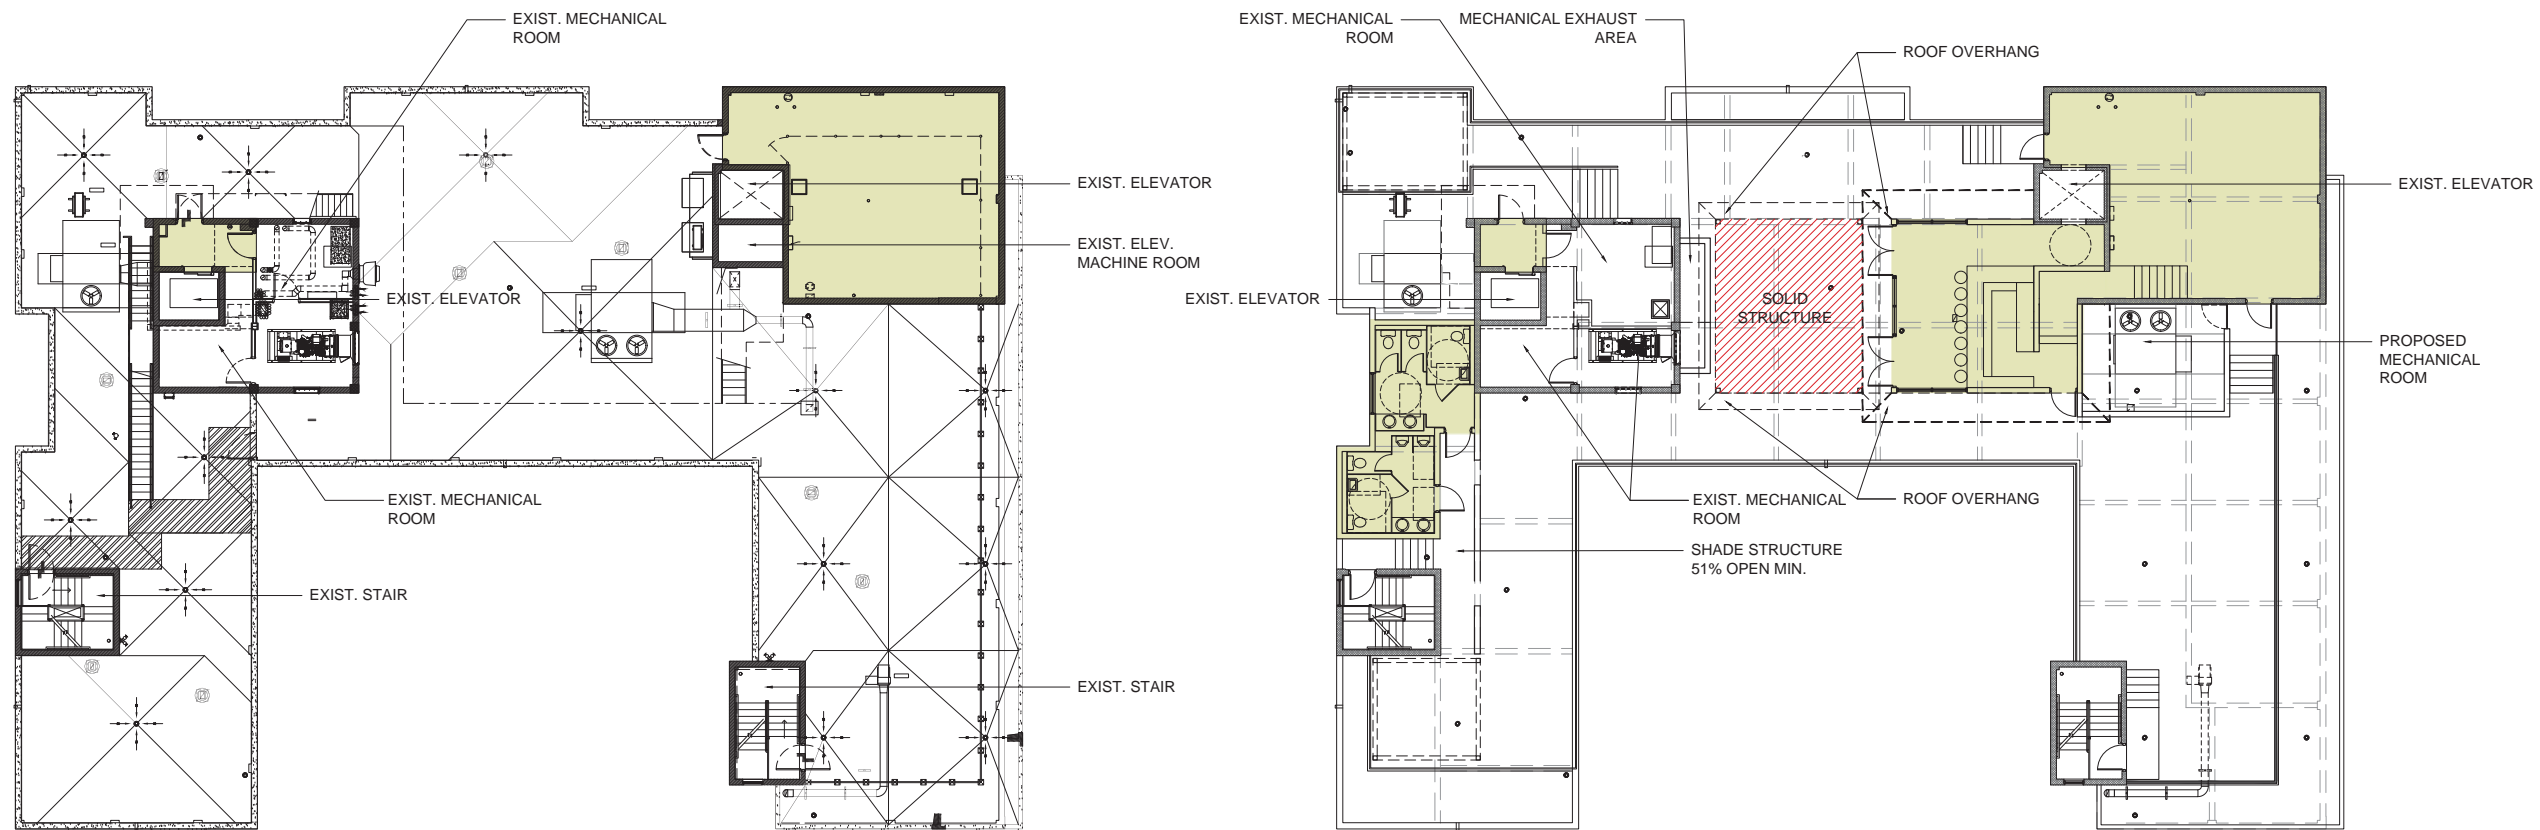 EXIST. MECHANICAL
ROOM
EXIST. ELEVATOR
EXIST. ELEV.
MACHINE ROOM
EXIST. ELEVATOR
EXIST. MECHANICAL
ROOM
EXIST. STAIR
EXIST. STAIR
EXIST. MECHANICAL
ROOM
MECHANICAL EXHAUST
AREA
ROOF OVERHANG
EXIST. ELEVATOR
EXIST. ELEVATOR
SOLID
STRUCTURE
PROPOSED
MECHANICAL
ROOM
EXIST. MECHANICAL
ROOM
ROOF OVERHANG
SHADE STRUCTURE
51% OPEN MIN.